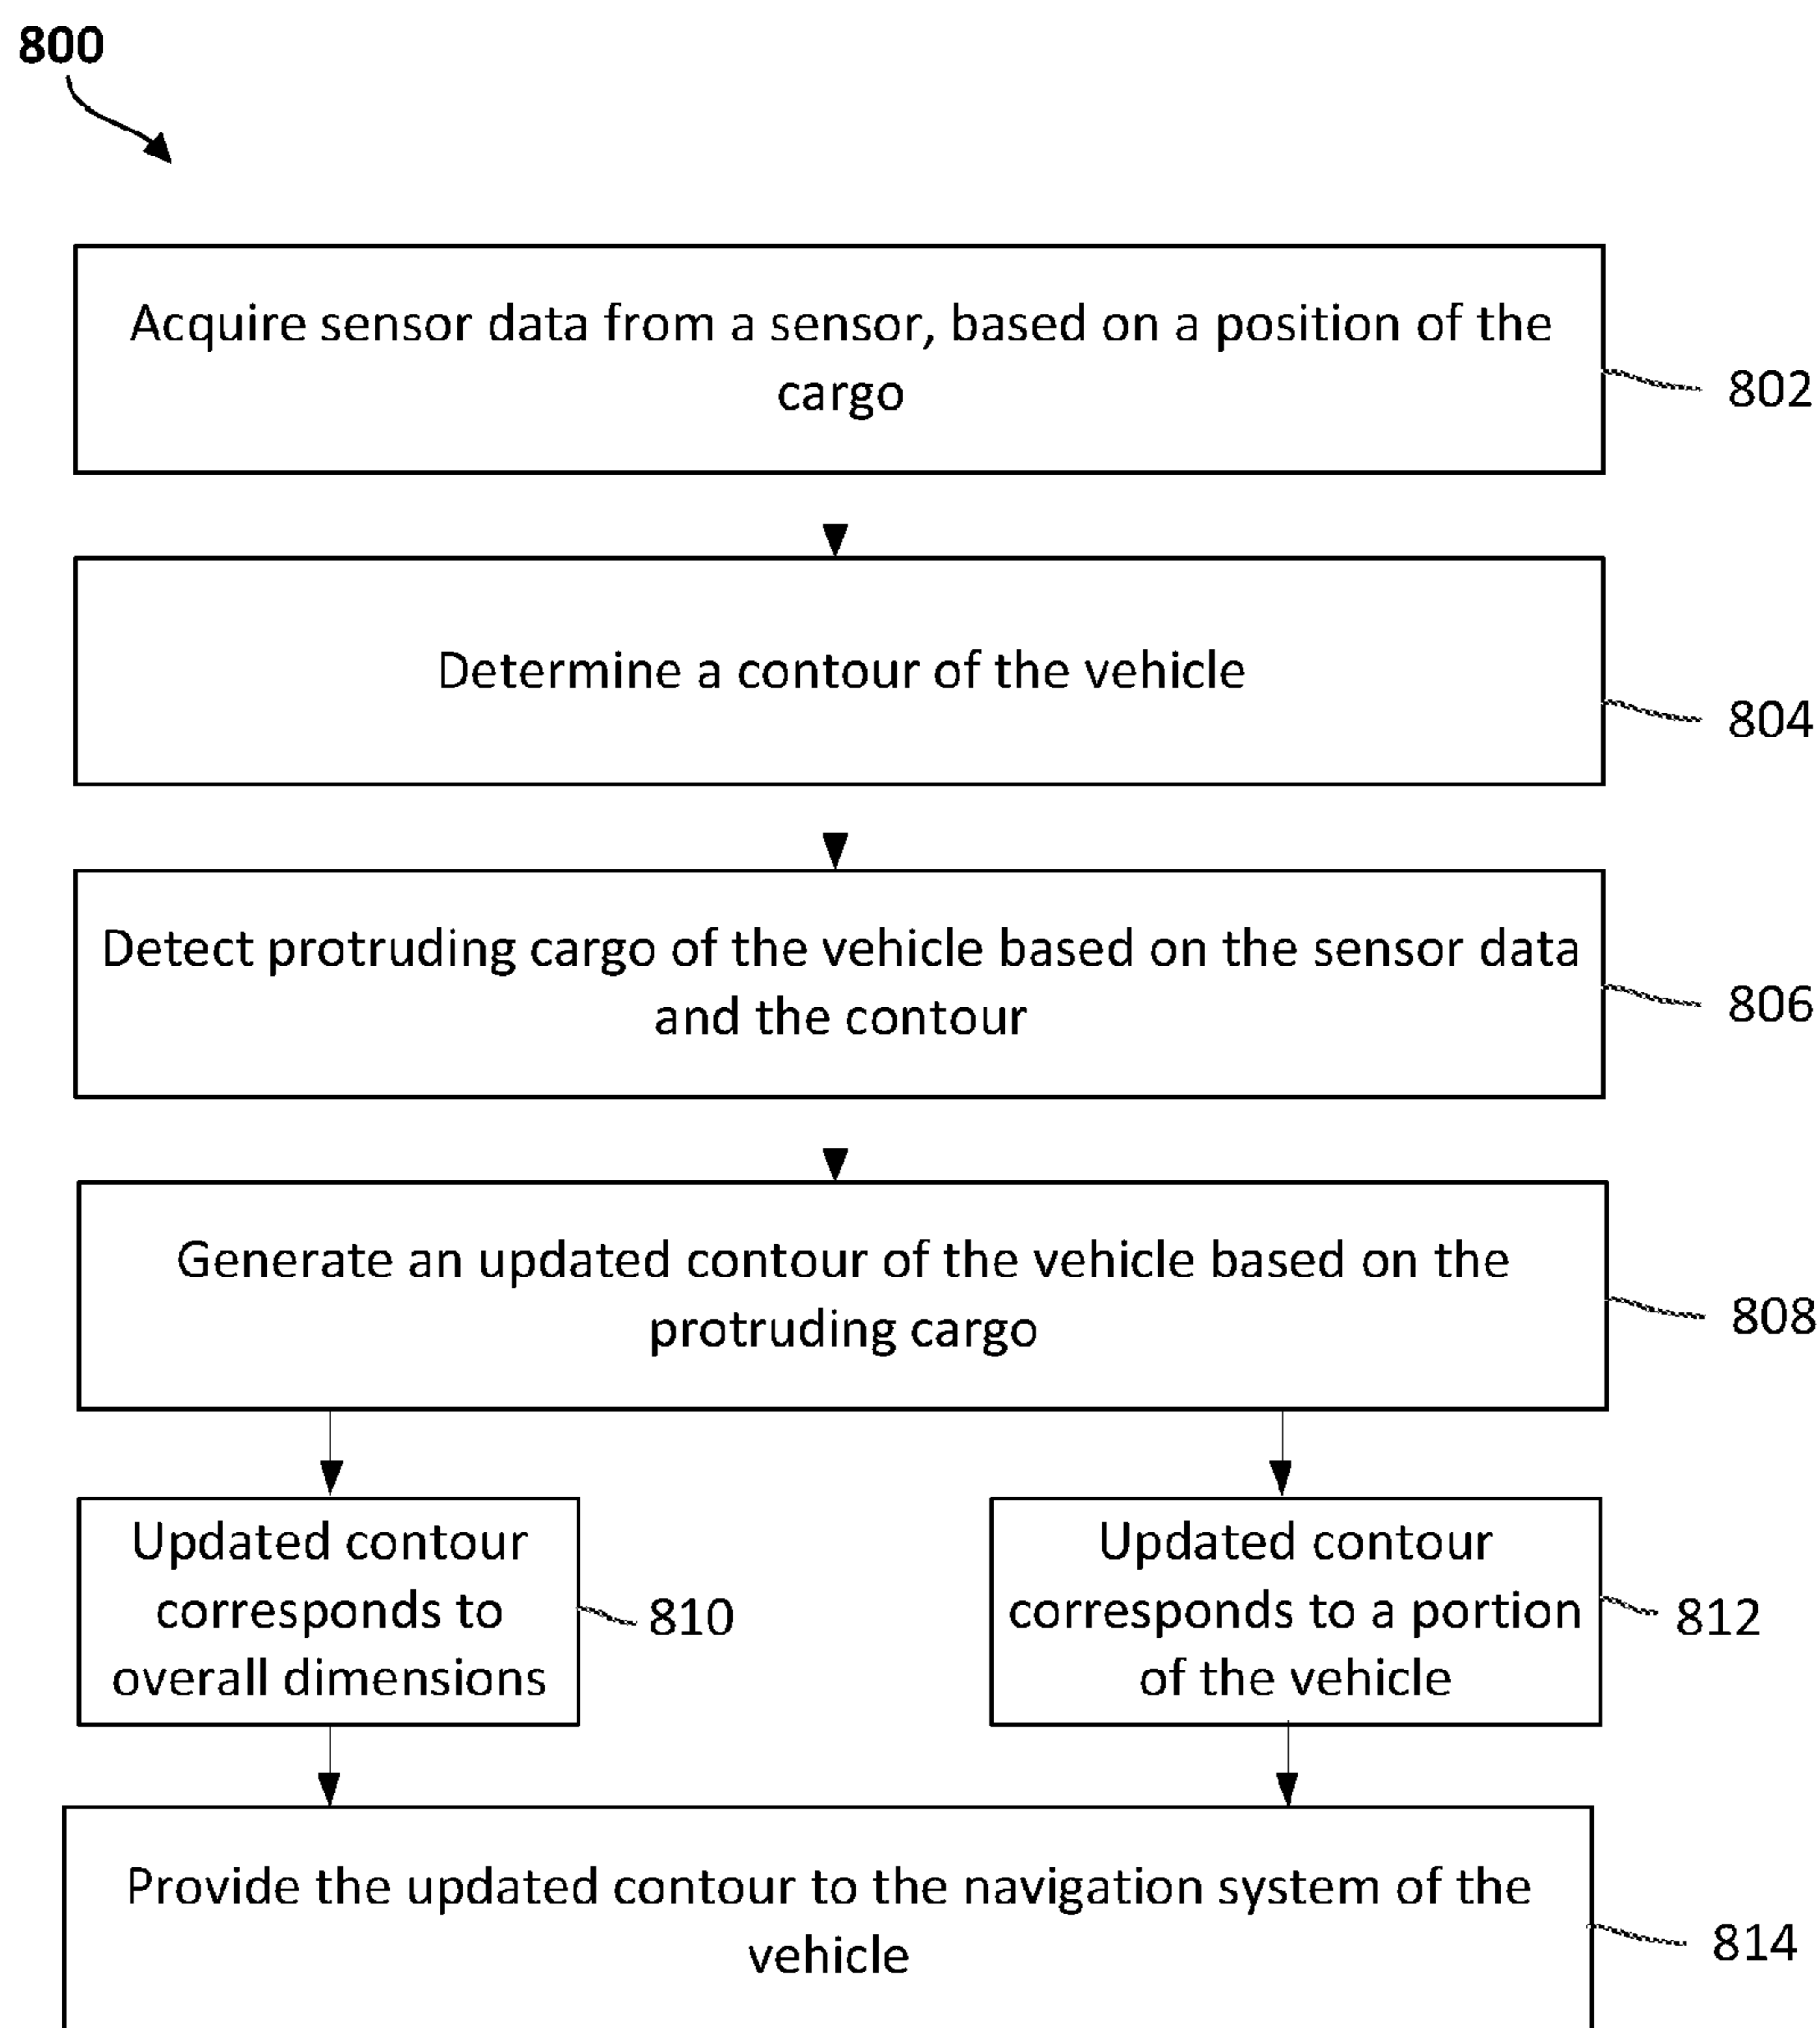 800
Acquire sensor data from a sensor, based on a position of the
cargo
802
Determine a contour of the vehicle
804
Detect protruding cargo of the vehicle based on the sensor data
and the contour
806
Generate an updated contour of the vehicle based on the
protruding cargo
808
Updated contour
corresponds to
overall dimensions
810
Updated contour
corresponds to a portion
of the vehicle
812
Provide the updated contour to the navigation system of the
vehicle
814